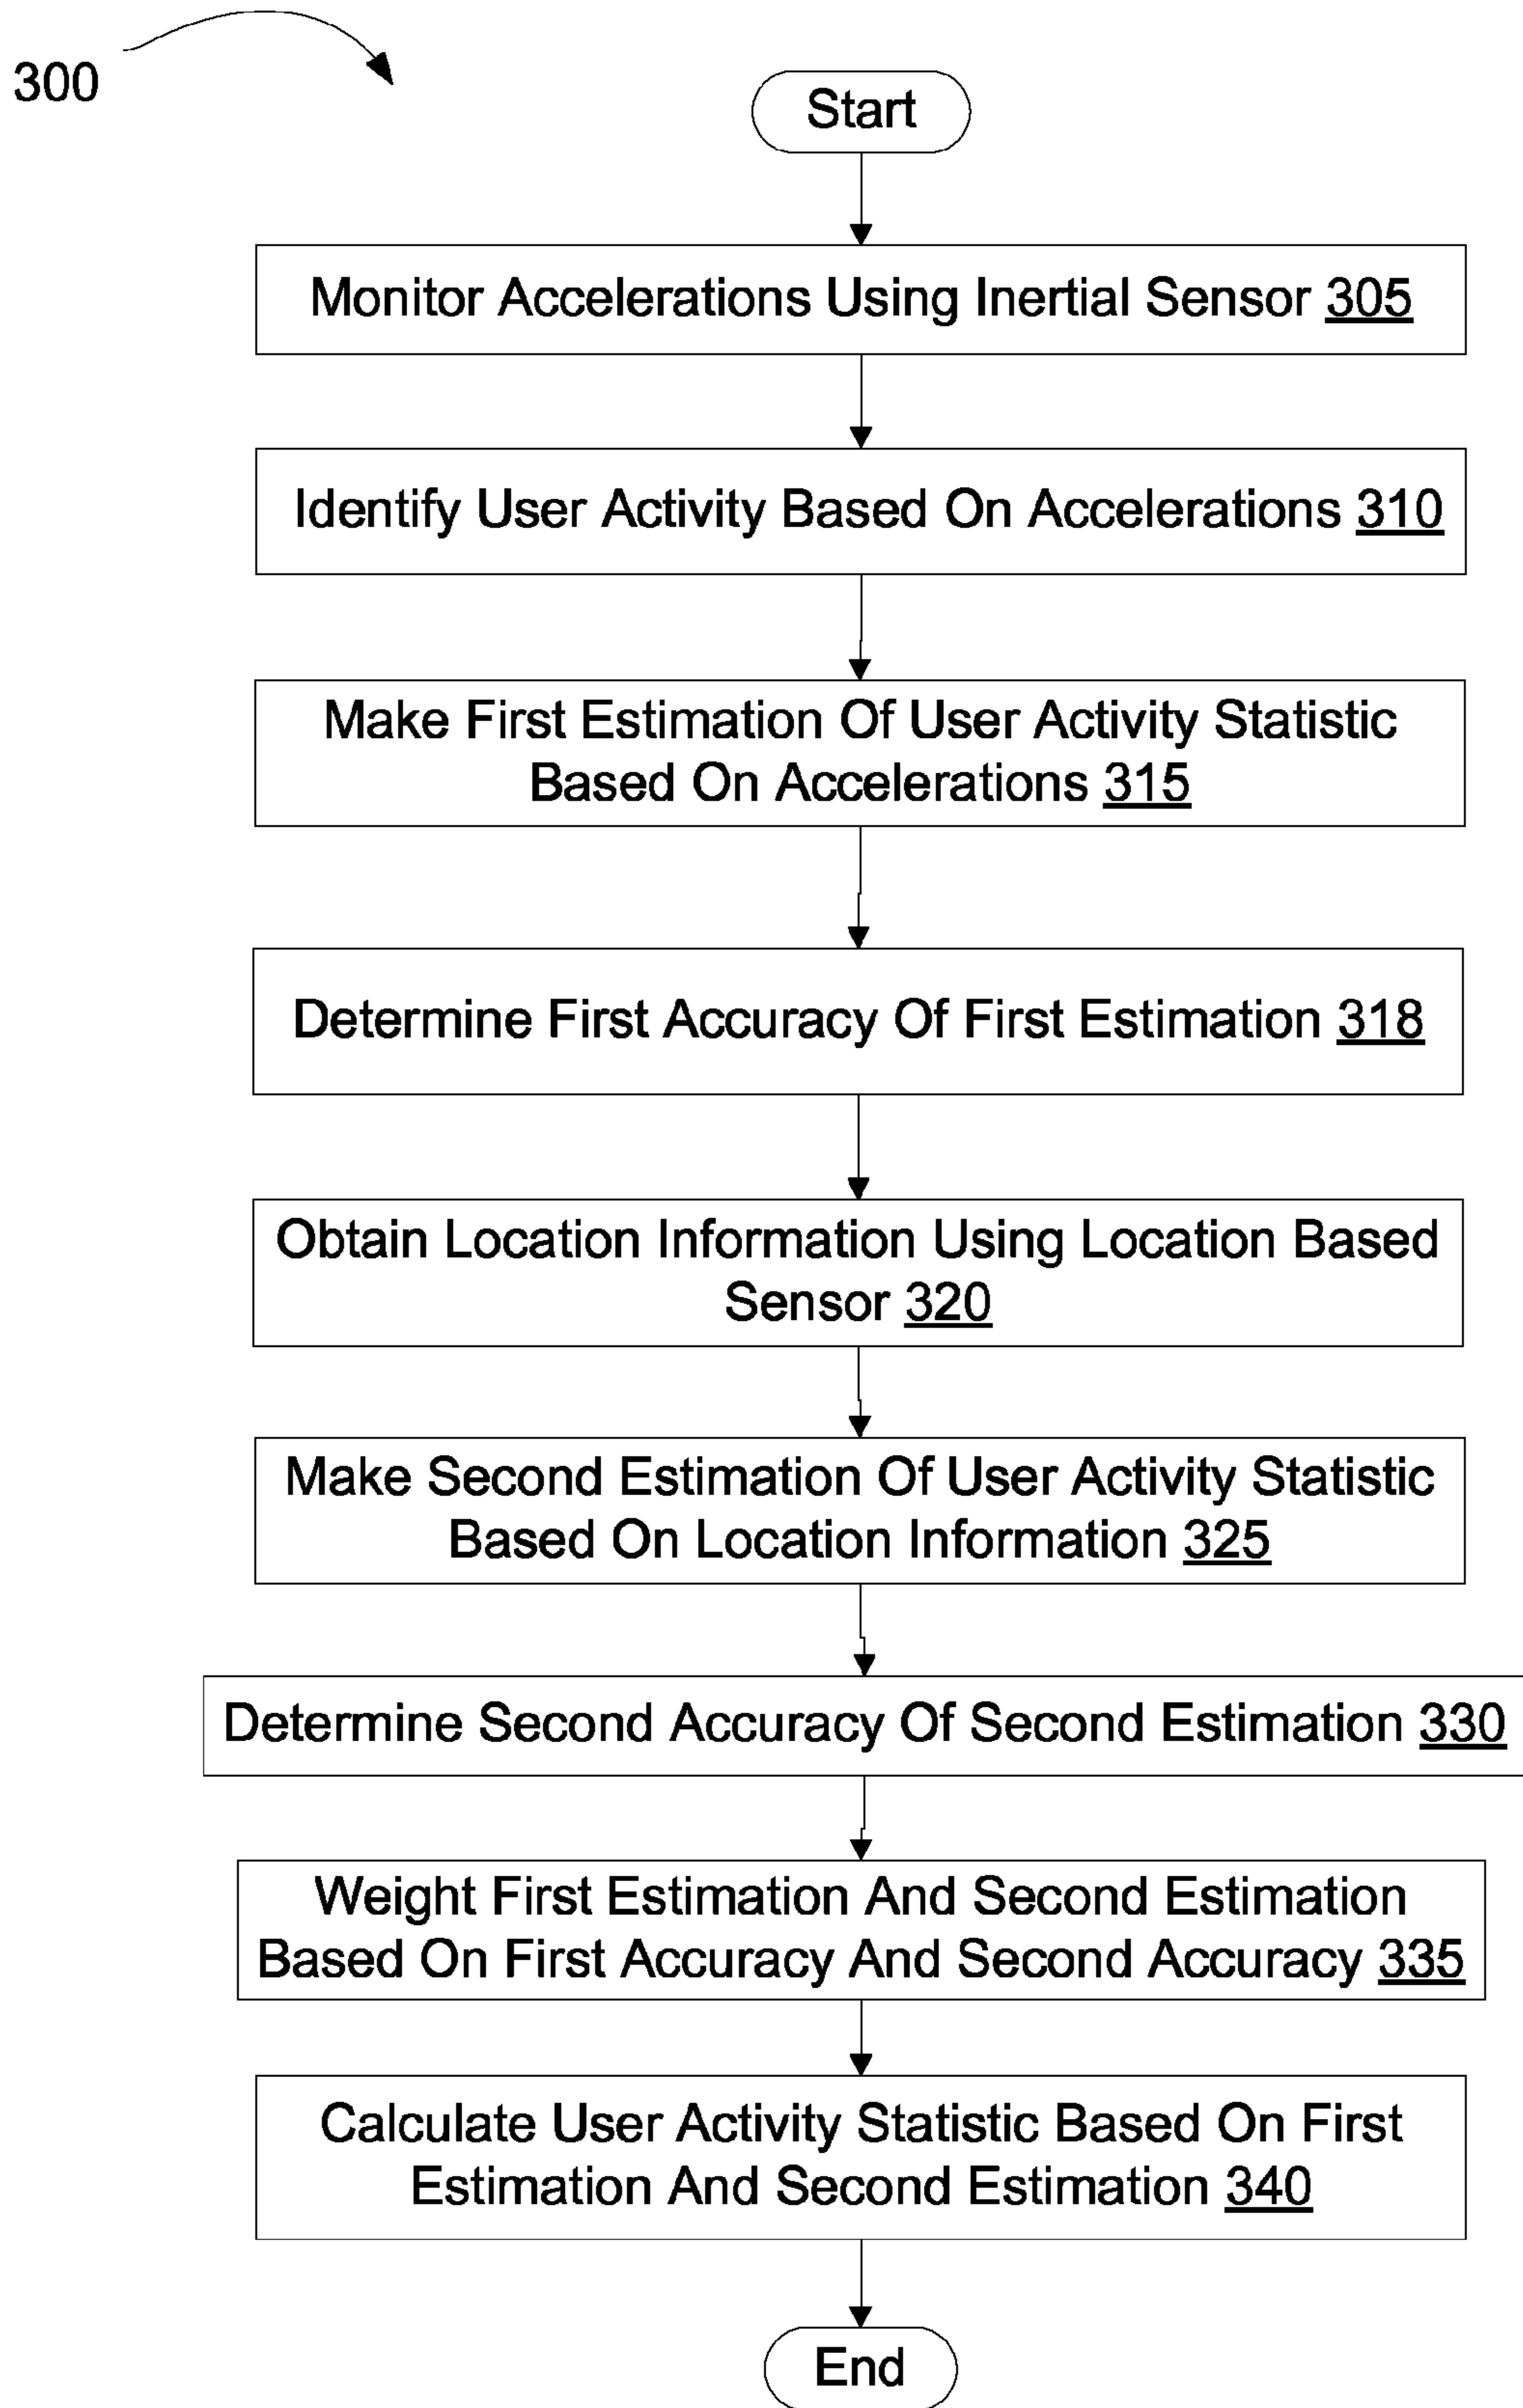 300
Start
Monitor Accelerations Using Inertial Sensor 305
Identify User Activity Based On Accelerations 310
Make First Estimation Of User Activity Statistic
Based On Accelerations 315
Determine First Accuracy Of First Estimation 318
Obtain Location Information Using Location Based
Sensor 320
Make Second Estimation Of User Activity Statistic
Based On Location Information 325
Determine Second Accuracy Of Second Estimation 330
Weight First Estimation And Second Estimation
Based On First Accuracy And Second Accuracy 335
Calculate User Activity Statistic Based On First
Estimation And Second Estimation 340
End